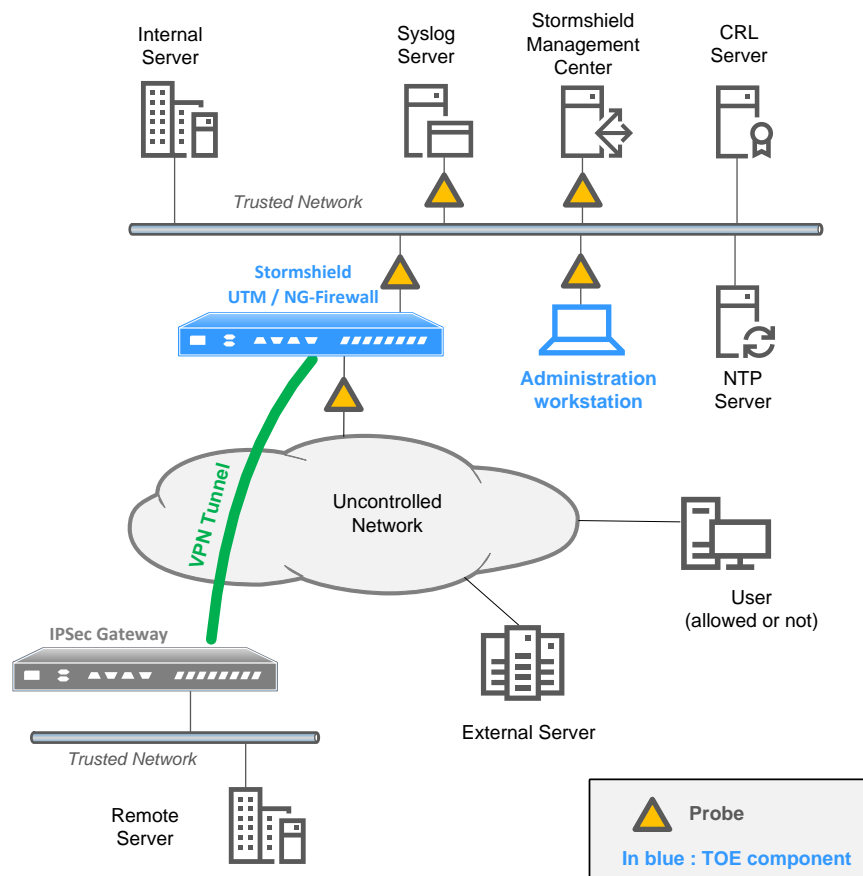 Internal
Server
Syslog
Server
Stormshield
Management
Center
CRL
Server
Trusted Network
Stormshield
UTM / NG-Firewall
Administration
workstation
NTP
Server
VPN Tunnel
Uncontrolled
Network
User
(allowed or not)
IPSec Gateway
External Server
Trusted Network
Remote
Server
Probe
In blue : TOE component